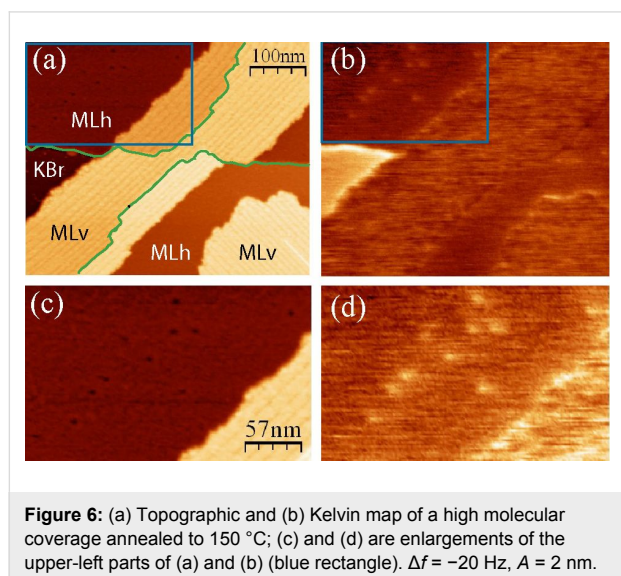 (a)
100nm
(b)
MLh
KBr
MLv
MLh
MLv
(c)
(d)
57nm
Figure 6: (a) Topographic and (b) Kelvin map of a high molecular
coverage annealed to 150 °C; (c) and (d) are enlargements of the
upper-left parts of (a) and (b) (blue rectangle). Δf = −20 Hz, A = 2 nm.